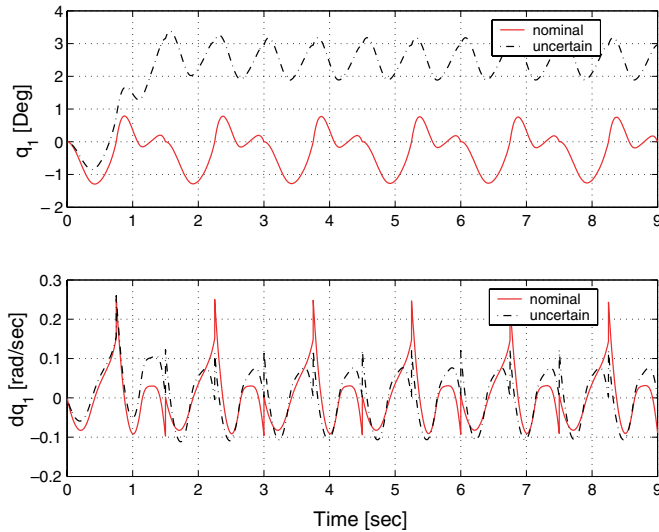 4
3
2
1
0
−1
−2
q1 [Deg]
nominal
uncertain
0 1 2 3 4 5 6 7 8 9
0.3
0.2
0.1
0
−0.1
−0.2
dq1 [rad/sec]
nominal
uncertain
0 1 2 3 4 5 6 7 8 9
Time [sec]